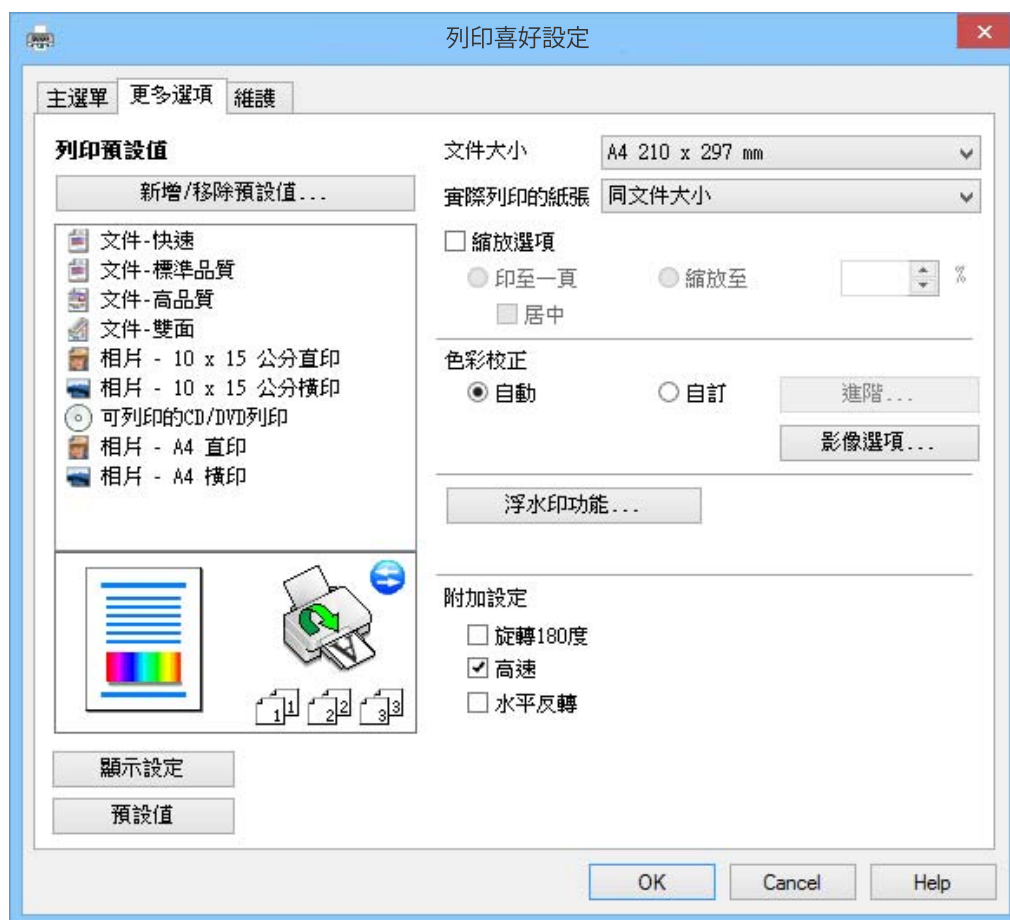 列印喜好設定
主選單 更多選項 維護
列印預設值
新增/移除預設值...
文件-快速
文件-標準品質
文件-高品質
文件-雙面
相片 - 10 x 15 公分直印
相片 - 10 x 15 公分橫印
可列印的CD/DVD列印
相片 - A4 直印
相片 - A4 橫印
1 1 2 2 3 3
顯示設定
預設值
文件大小 A4 210 x 297 mm
實際列印的紙張 同文件大小
縮放選項
印至一頁 縮放至 %
居中
色彩校正
自動 自訂 進階...
影像選項...
浮水印功能...
附加設定
旋轉180度
高速
水平反轉
OK Cancel Help